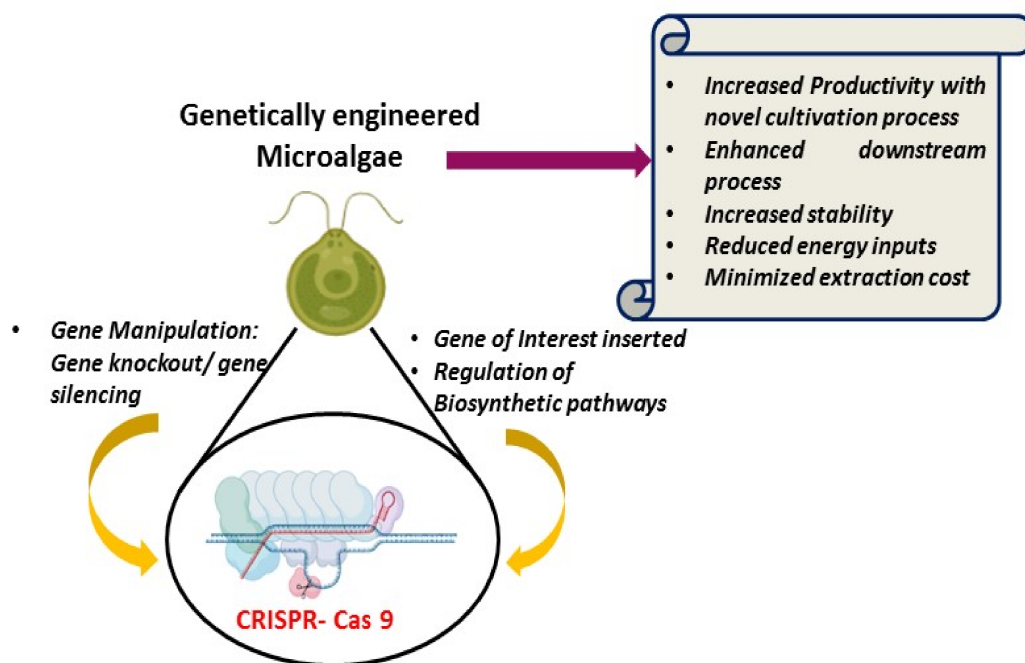 Genetically engineered
Microalgae
• Increased Productivity with
novel cultivation process
• Enhanced downstream
process
• Increased stability
• Reduced energy inputs
• Minimized extraction cost
• Gene Manipulation:
Gene knockout/ gene
silencing
• Gene of Interest inserted
• Regulation of
Biosynthetic pathways
CRISPR- Cas 9